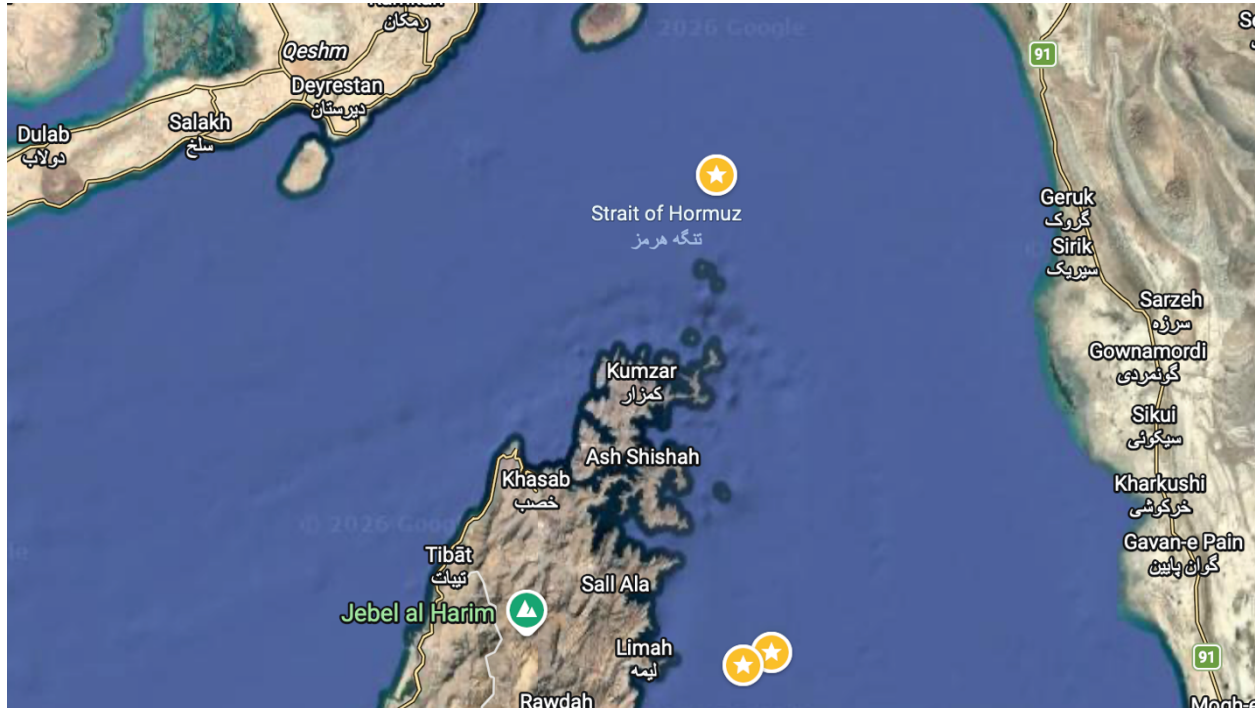 رمکان
© 2026 Google
91
Qeshm
Deyrestan
دیرستان
Dulab
دولاب
Salakh
سلخ
Strait of Hormuz
تنگه هرمز
Geruk
گروک
Sirik
سیریک
Sarzeh
سرزه
Gownamordi
گونمردی
Kumzar
كمزار
Sikui
سیکوئی
Ash Shishah
Khasab
خصب
Kharkushi
خرکوشی
© 2026 Google
Gavan-e Pain
گوان پایین
Tibāt
تيبات
Sall Ala
Jebel al Harim
Limah
ليمه
91
Rawdah